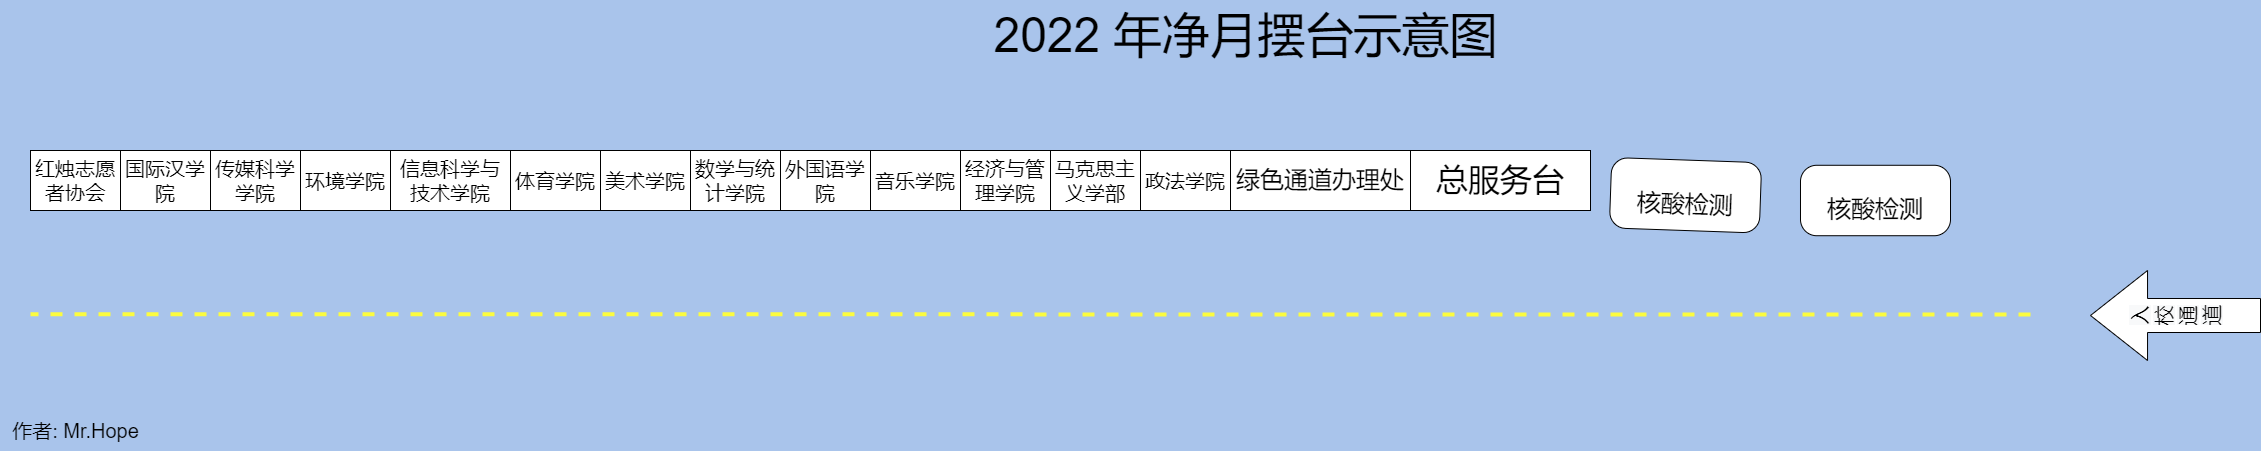 2022 年净月摆台示意图
红烛志愿
者协会
国际汉学
院
传媒科学
学院
环境学院
信息科学与
技术学院
体育学院
美术学院
数学与统
计学院
外国语学
院
音乐学院
经济与管
理学院
马克思主
义学部
政法学院
绿色通道办理处
总服务台
核酸检测
核酸检测
入校通道
作者: Mr.Hope